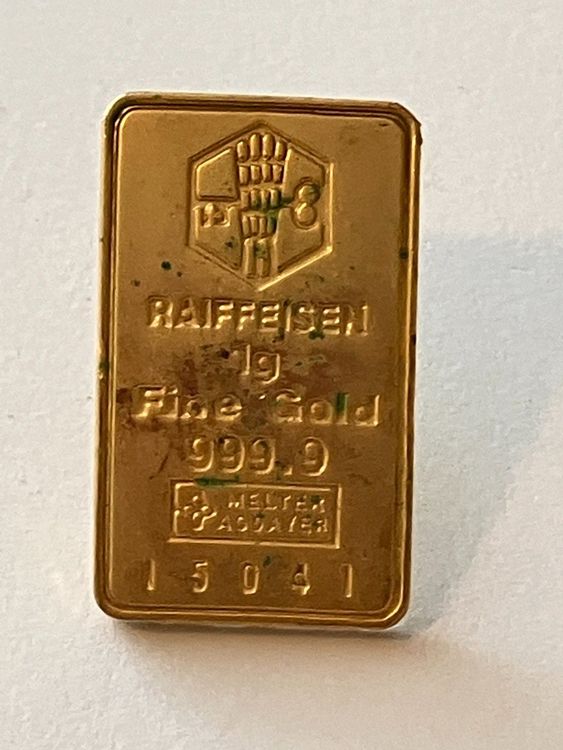 RAIFFEISEN
1g
Fine Gold
999.9
MELTER
ASSAYER
15041